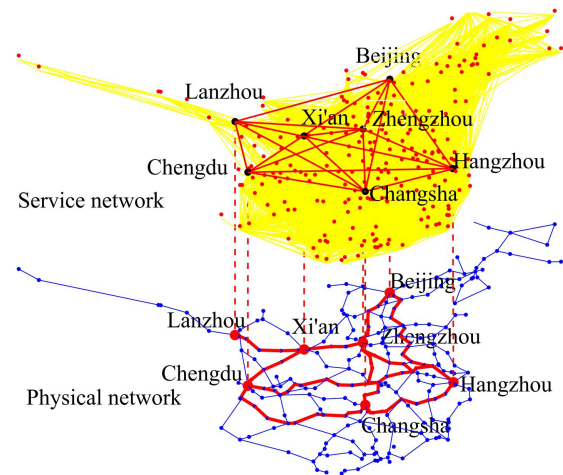 Beijing
Lanzhou
Xi'an
Zhengzhou
Chengdu
Hangzhou
Changsha
Service network
Beijing
Lanzhou
Xi'an
Zhengzhou
Chengdu
Hangzhou
Physical network
Changsha